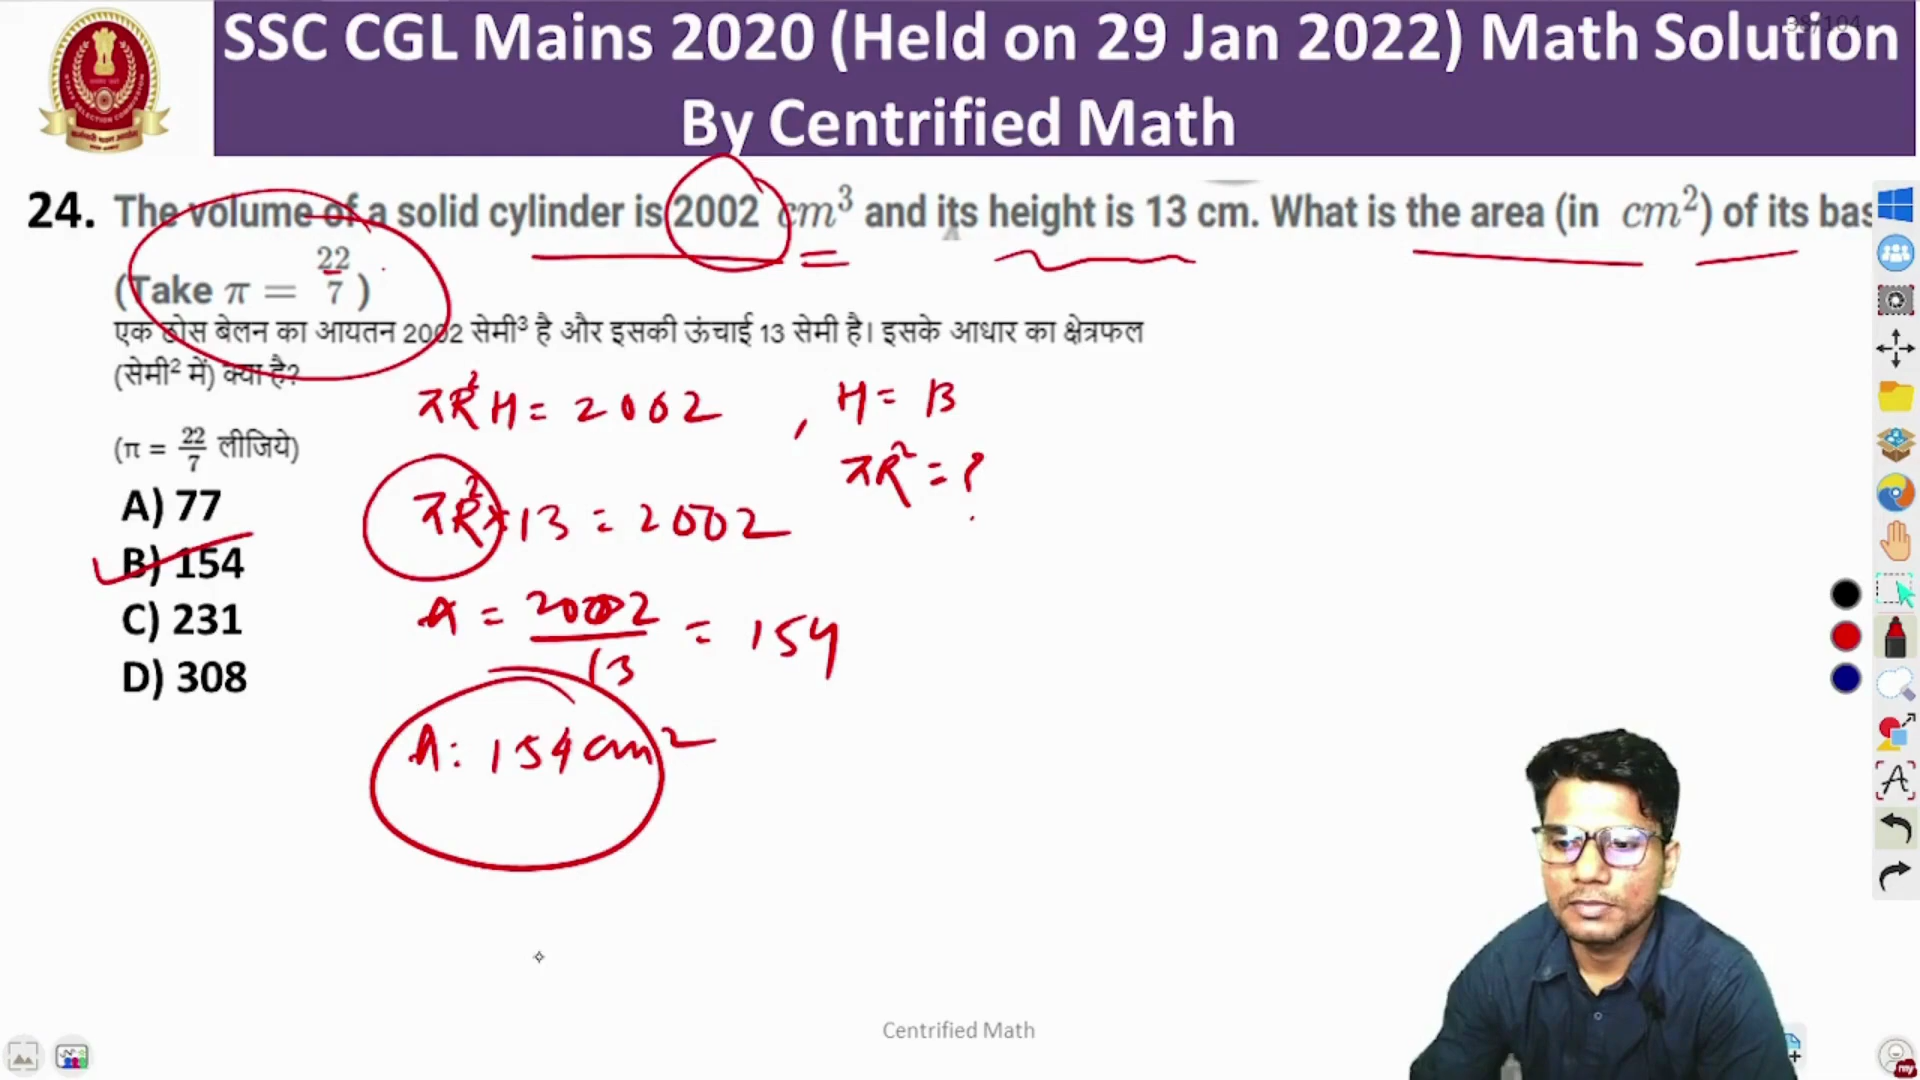 38/104
SSC CGL Mains 2020 (Held on 29 Jan 2022) Math Solution
By Centrified Math
24. The volume of a solid cylinder is 2002 cm³ and its height is 13 cm. What is the area (in cm²) of its bas
(Take π = 22/7)
एक ठोस बेलन का आयतन 2002 सेमी³ है और इसकी ऊंचाई 13 सेमी है। इसके आधार का क्षेत्रफल
(सेमी² में) क्या है?
(π = 22/7 लीजिये)
A) 77
B) 154
C) 231
D) 308
πR²H = 2002, H = 13
πR² = ?
πR² × 13 = 2002
A = 2002/13 = 154
A: 154 cm²
Centrified Math